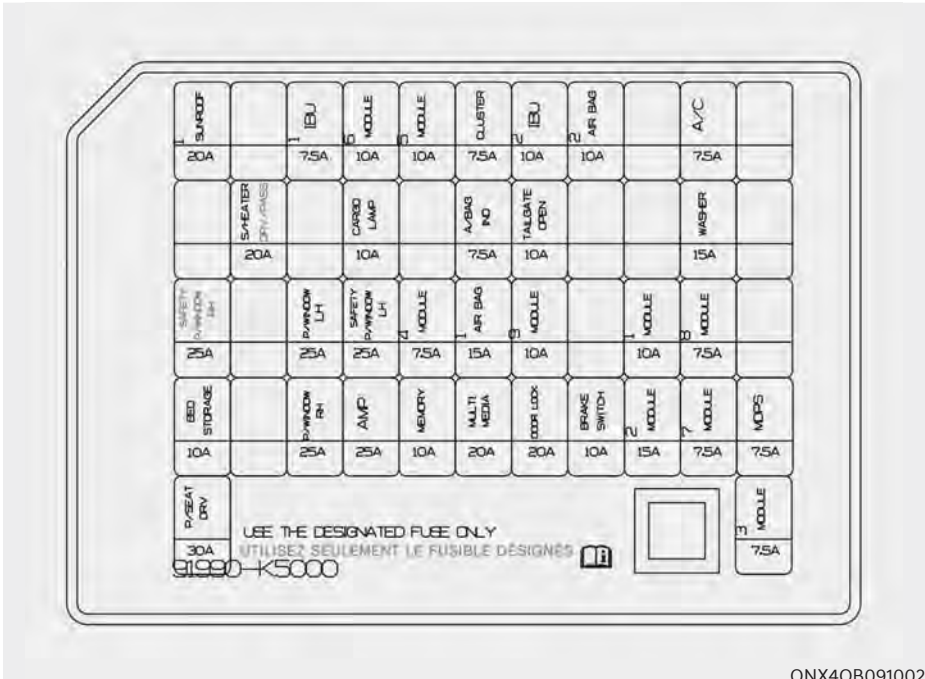 1 SUNROOF
20A
1 IBU
7.5A
6 MODULE
10A
5 MODULE
10A
CLUSTER
7.5A
2 IBU
10A
2 AIR BAG
10A
A/C
7.5A
S/HEATER
DRV/PASS
20A
CARGO
LAMP
10A
A/BAG
IND
7.5A
TAILGATE
OPEN
10A
WASHER
15A
SAFETY
P/WINDOW
RH
25A
P/WINDOW
LH
25A
SAFETY
P/WINDOW
LH
25A
4 MODULE
7.5A
1 AIR BAG
15A
9 MODULE
10A
1 MODULE
10A
8 MODULE
7.5A
BED
STORAGE
10A
P/WINDOW
RH
25A
AMP
25A
MEMORY
10A
MULTI
MEDIA
20A
DOOR LOCK
20A
BRAKE
SWITCH
10A
2 MODULE
15A
7 MODULE
7.5A
MDPS
7.5A
P/SEAT
DRV
30A
USE THE DESIGNATED FUSE ONLY
UTILISEZ SEULEMENT LE FUSIBLE DÉSIGNÉS
91990-K5000
3 MODULE
7.5A
ONX4OB091002